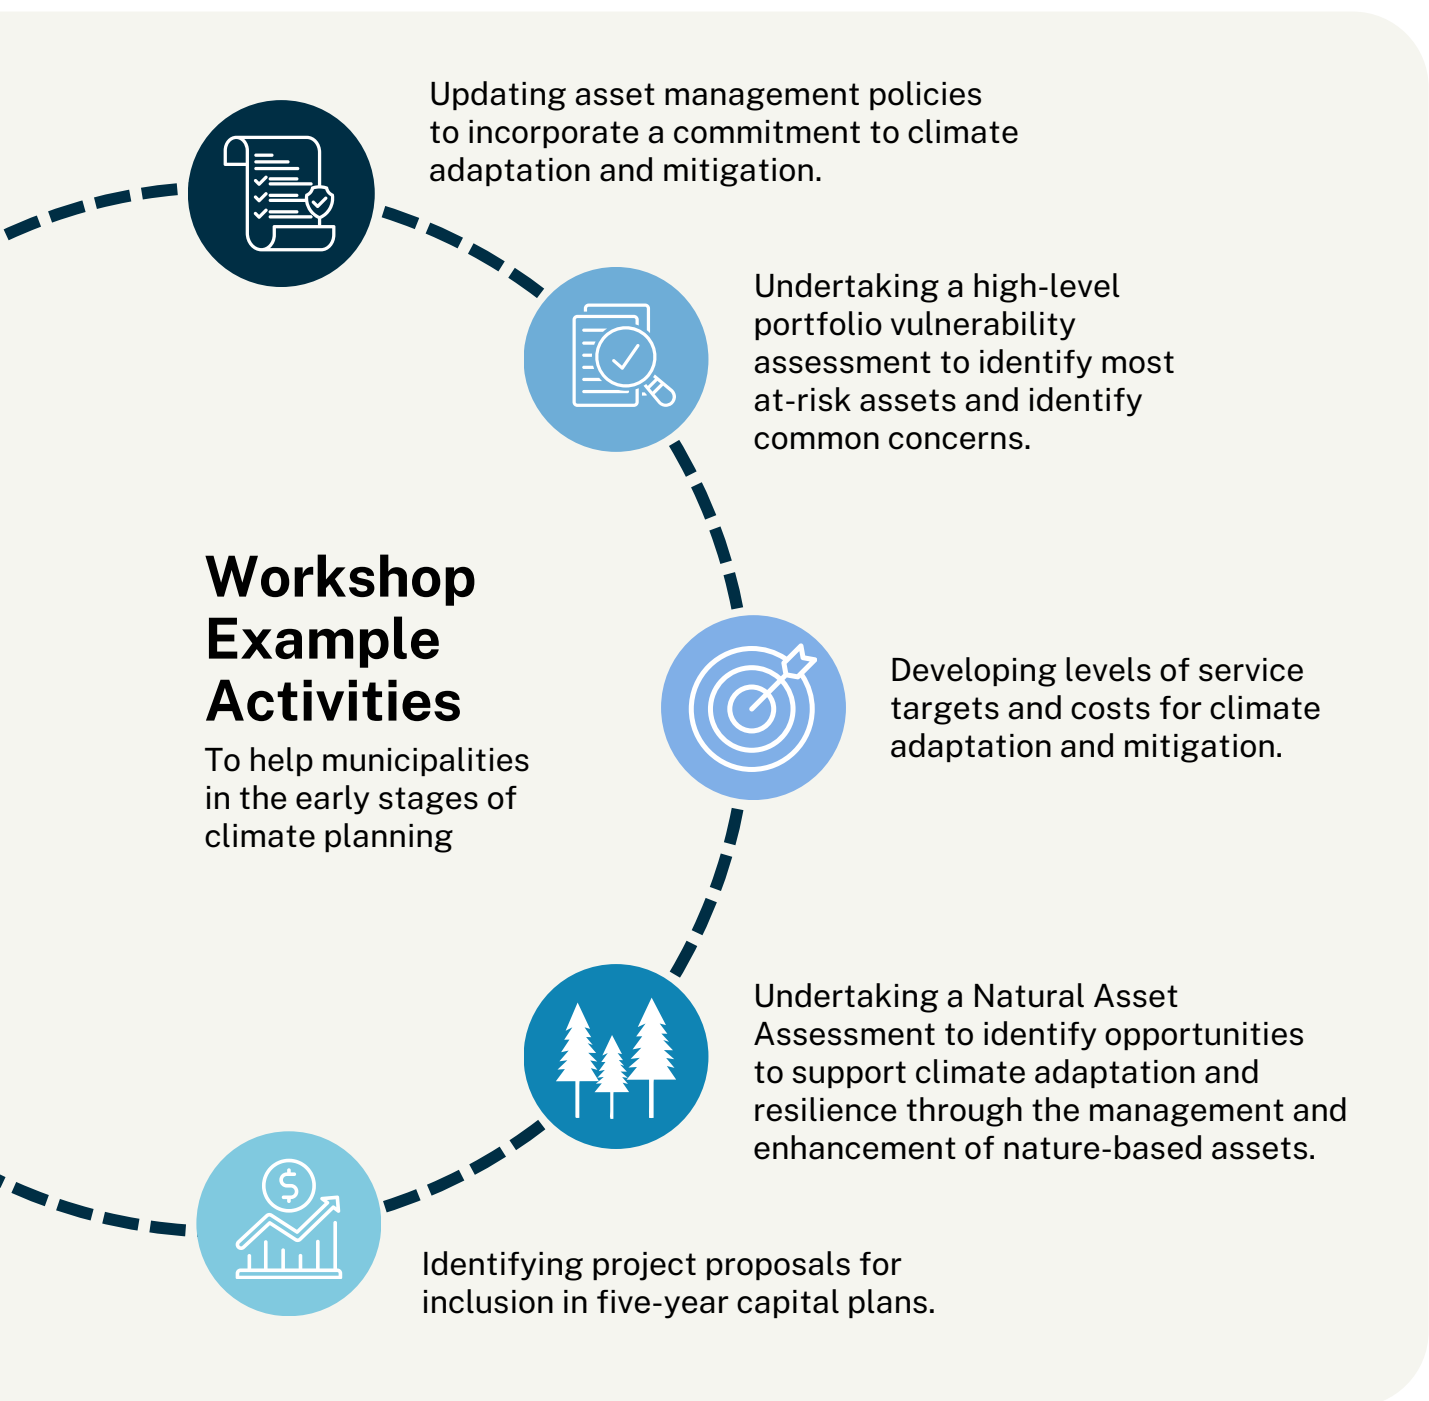 Updating asset management policies
to incorporate a commitment to climate
adaptation and mitigation.
Undertaking a high-level
portfolio vulnerability
assessment to identify most
at-risk assets and identify
common concerns.
Workshop
Example
Activities
To help municipalities
in the early stages of
climate planning
Developing levels of service
targets and costs for climate
adaptation and mitigation.
Undertaking a Natural Asset
Assessment to identify opportunities
to support climate adaptation and
resilience through the management and
enhancement of nature-based assets.
$
Identifying project proposals for
inclusion in five-year capital plans.